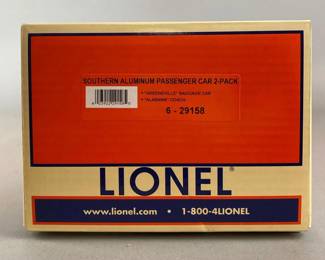 SOUTHERN ALUMINUM PASSENGER CAR 2-PACK
• "GREENEVILLE" BAGGAGE CAR
• "ALABAMA" COACH
6 - 29158
LIONEL®
www.lionel.com • 1-800-4LIONEL